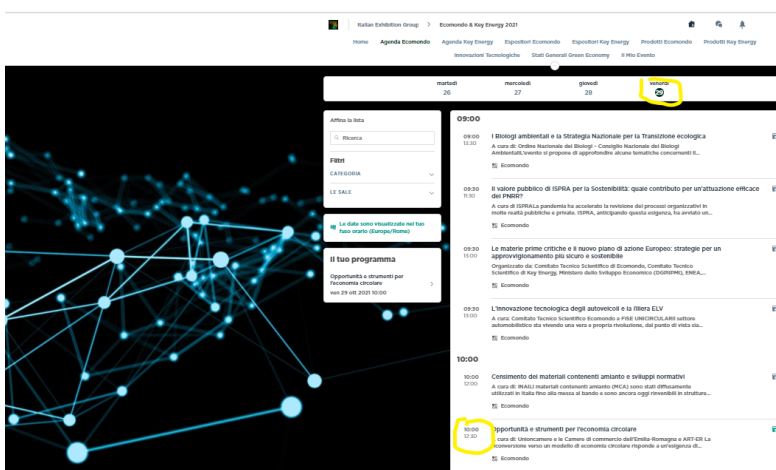 Italian Exhibition Group > Ecomondo & Key Energy 2021
Home Agenda Ecomondo Agenda Key Energy Espositori Ecomondo Espositori Key Energy Prodotti Ecomondo Prodotti Key Energy
Innovazioni Tecnologiche Stati Generali Green Economy Il Mio Evento
martedì mercoledì giovedì venerdì
26 27 28 29
Affina la lista
Ricerca
Filtri
CATEGORIA
LE SALE
Le date sono visualizzate nel tuo
fuso orario (Europe/Rome)
Il tuo programma
Opportunità e strumenti per
l'economia circolare
ven 29 ott 2021 10:00
09:00
09:00 I Biologi ambientali e la Strategia Nazionale per la Transizione ecologica
13:30 A cura di: Ordine Nazionale dei Biologi - Consiglio Nazionale dei Biologi
AmbientaliL'evento si propone di approfondire alcune tematiche concernenti il...
Ecomondo
09:30 Il valore pubblico di ISPRA per la Sostenibilità: quale contributo per un'attuazione efficace
11:30 del PNRR?
A cura di ISPRALa pandemia ha accelerato la revisione dei processi organizzativi in
molte realtà pubbliche e private. ISPRA, anticipando questa esigenza, ha avviato un...
Ecomondo
09:30 Le materie prime critiche e il nuovo piano di azione Europeo: strategie per un
13:00 approvvigionamento più sicuro e sostenibile
Organizzato da: Comitato Tecnico Scientifico di Ecomondo, Comitato Tecnico
Scientifico di Key Energy, Ministero dello Sviluppo Economico (DGPIIPMI), ENEA,...
Ecomondo
09:30 L'innovazione tecnologica degli autoveicoli e la filiera ELV
13:00 A cura: Comitato Tecnico Scientifico Ecomondo e FISE UNICIRCULARIl settore
automobilistico sta vivendo una vera e propria rivoluzione, dal punto di vista sia...
Ecomondo
10:00
10:00 Censimento dei materiali contenenti amianto e sviluppi normativi
12:00 A cura di: INAILI materiali contenenti amianto (MCA) sono stati diffusamente
utilizzati in Italia fino alla messa al bando e sono ancora oggi rinvenibili in strutture...
Ecomondo
10:00 Opportunità e strumenti per l'economia circolare
12:30 cura di: Unioncamere e le Camere di commercio dell'Emilia-Romagna e ART-ER La
riconversione verso un modello di economia circolare risponde a un'esigenza di...
Ecomondo